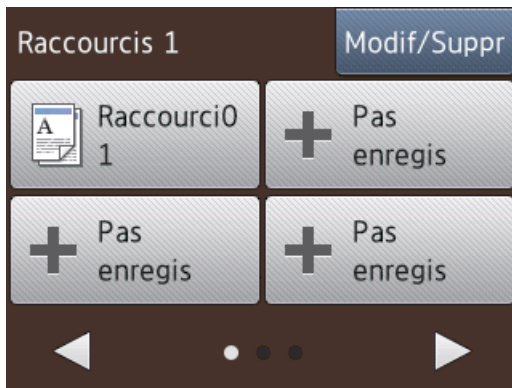 Raccourcis 1
Modif/Suppr
A
Raccourci0
1
Pas
enregis
Pas
enregis
Pas
enregis